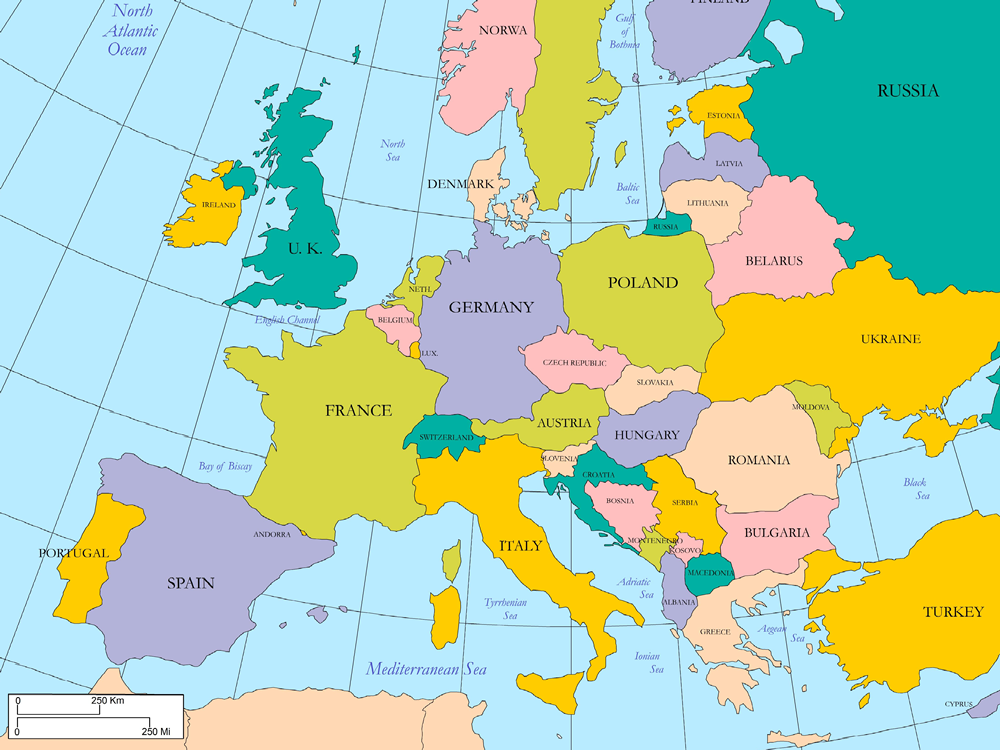 North
Atlantic
Ocean
NORWA
Gulf
of
Bothnia
FINLAND
RUSSIA
ESTONIA
North
Sea
LATVIA
DENMARK
Baltic
Sea
LITHUANIA
IRELAND
RUSSIA
U. K.
BELARUS
POLAND
NETH.
GERMANY
English Channel
BELGIUM
UKRAINE
LUX.
CZECH REPUBLIC
SLOVAKIA
FRANCE
MOLDOVA
AUSTRIA
SWITZERLAND
HUNGARY
SLOVENIA
ROMANIA
Bay of Biscay
CROATIA
Black
Sea
BOSNIA
SERBIA
ANDORRA
BULGARIA
MONTENEGRO
KOSOVO
ITALY
PORTUGAL
MACEDONIA
SPAIN
Adriatic
Sea
ALBANIA
Tyrrhenian
Sea
TURKEY
GREECE
Aegean
Sea
Ionian
Sea
Mediterranean Sea
CYPRUS
0 250 Km
0 250 Mi